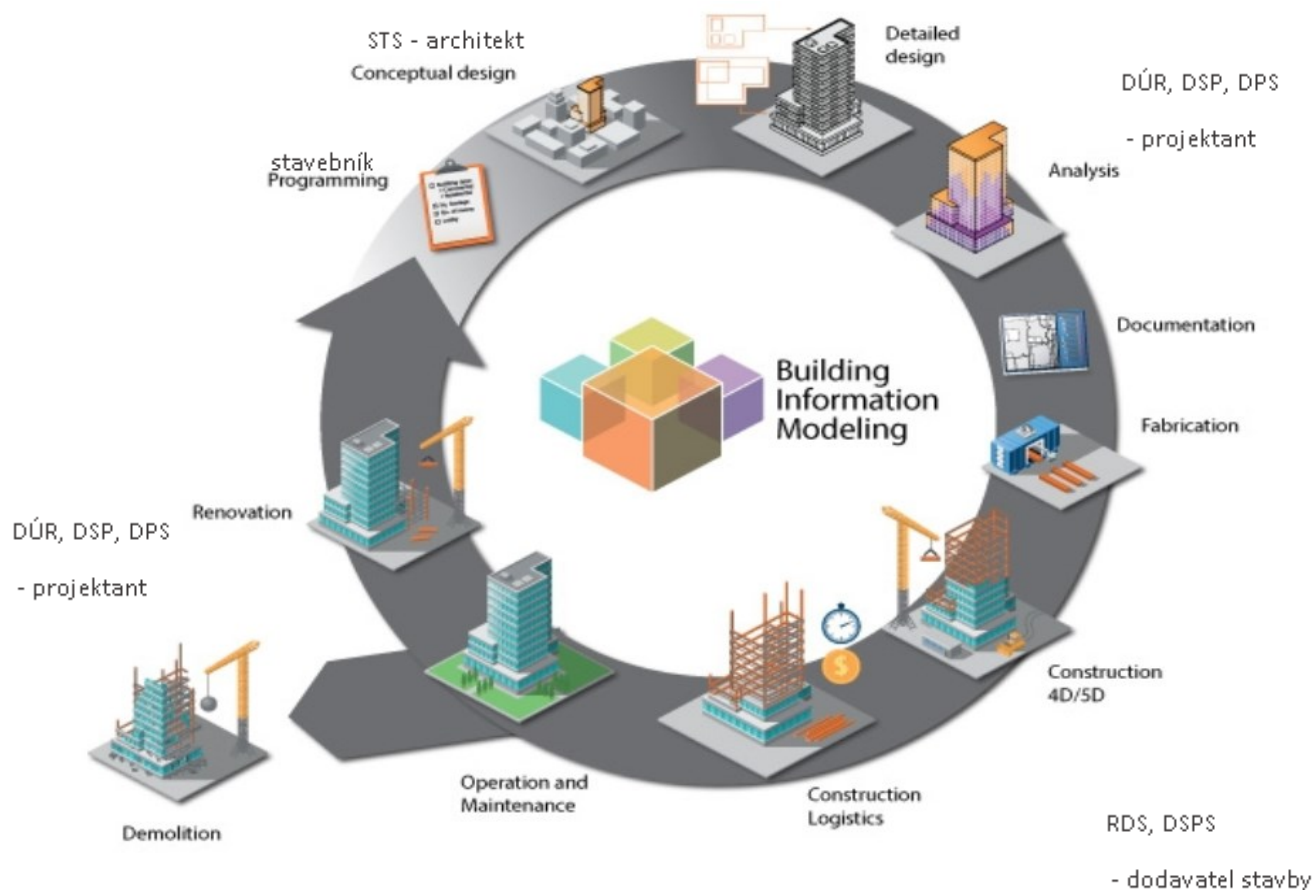 STS - architekt
Conceptual design
Detailed
design
DÚR, DSP, DPS
- projektant
stavebník
Programming
Analysis
Documentation
Building
Information
Modeling
Fabrication
Renovation
DÚR, DSP, DPS
- projektant
Construction
4D/5D
Operation and
Maintenance
Construction
Logistics
Demolition
RDS, DSPS
- dodavatel stavby